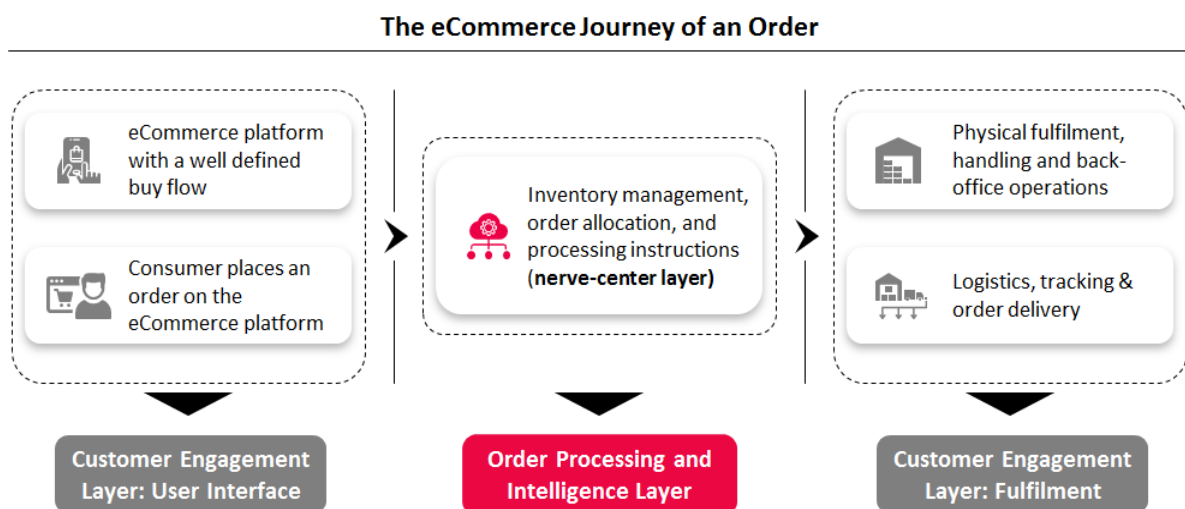 The eCommerce Journey of an Order
eCommerce platform
with a well defined
buy flow
Consumer places an
order on the
eCommerce platform
Inventory management,
order allocation, and
processing instructions
(nerve-center layer)
Physical fulfilment,
handling and back-
office operations
Logistics, tracking &
order delivery
Customer Engagement
Layer: User Interface
Order Processing and
Intelligence Layer
Customer Engagement
Layer: Fulfilment